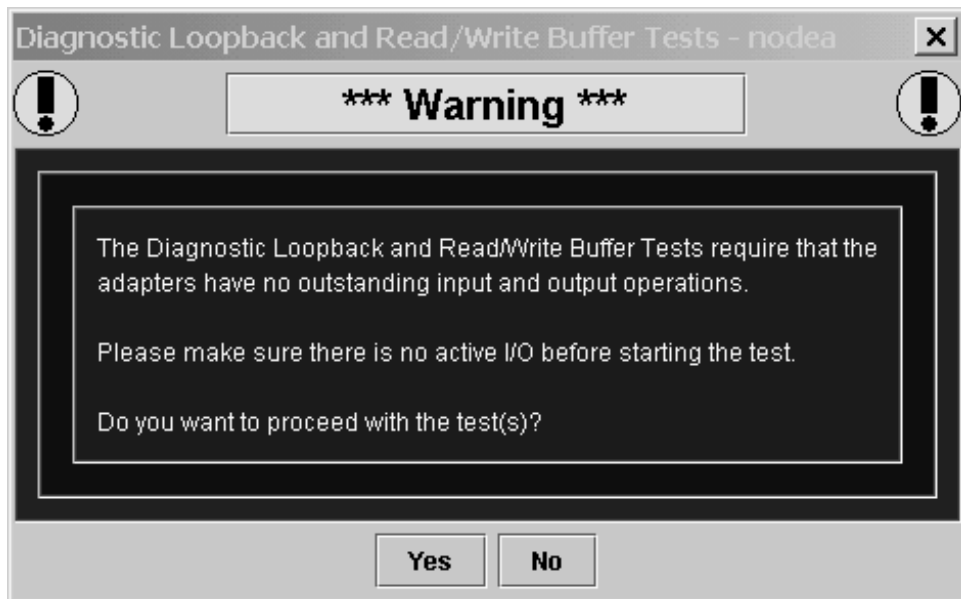 Diagnostic Loopback and Read/Write Buffer Tests - nodea
*** Warning ***
The Diagnostic Loopback and Read/Write Buffer Tests require that the
adapters have no outstanding input and output operations.
Please make sure there is no active I/O before starting the test.
Do you want to proceed with the test(s)?
Yes No